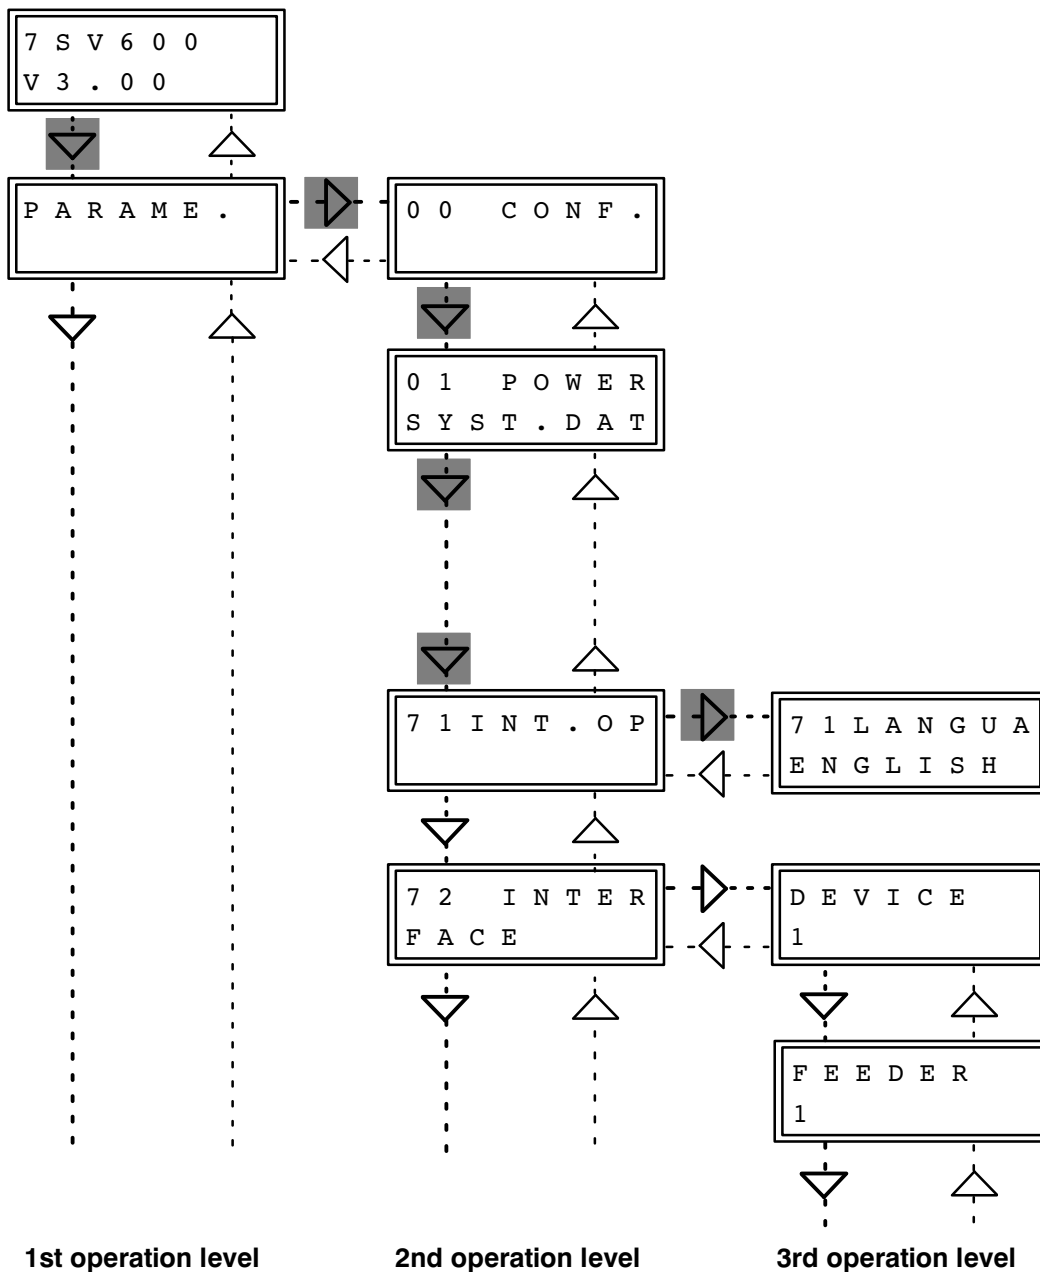 7SV600
V3.00
PARAME.
00 CONF.
01 POWER
SYST.DAT
71INT.OP
71LANGUA
ENGLISH
72 INTER
FACE
DEVICE
1
FEEDER
1
1st operation level
2nd operation level
3rd operation level